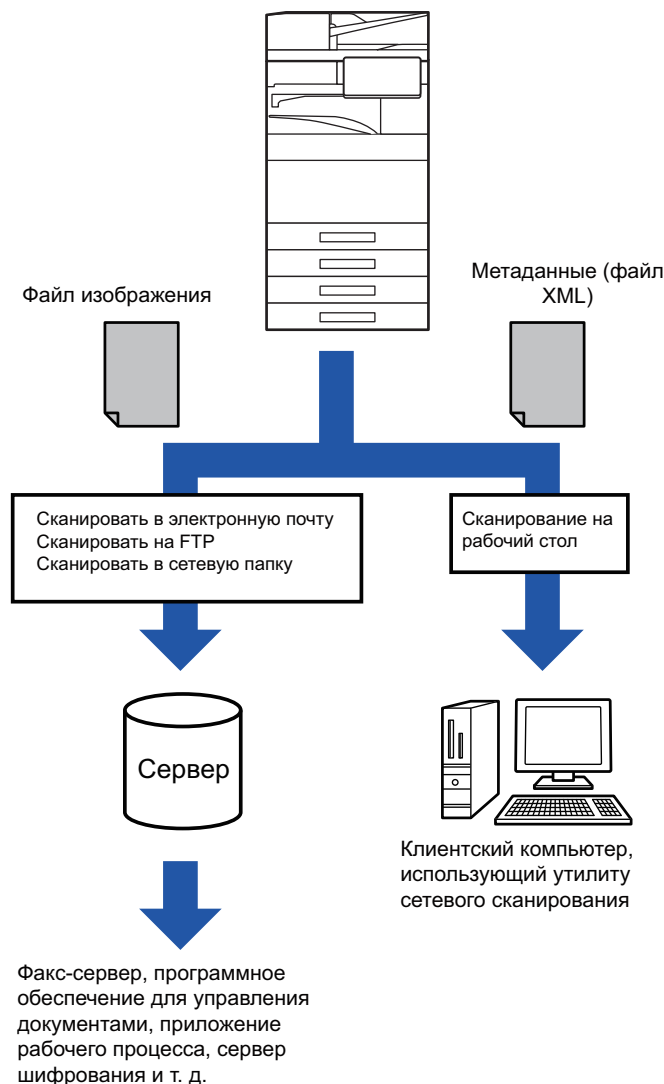 Файл изображения
Метаданные (файл
XML)
Сканировать в электронную почту
Сканировать на FTP
Сканировать в сетевую папку
Сканирование на
рабочий стол
Сервер
Клиентский компьютер,
использующий утилиту
сетевого сканирования
Факс-сервер, программное
обеспечение для управления
документами, приложение
рабочего процесса, сервер
шифрования и т. д.